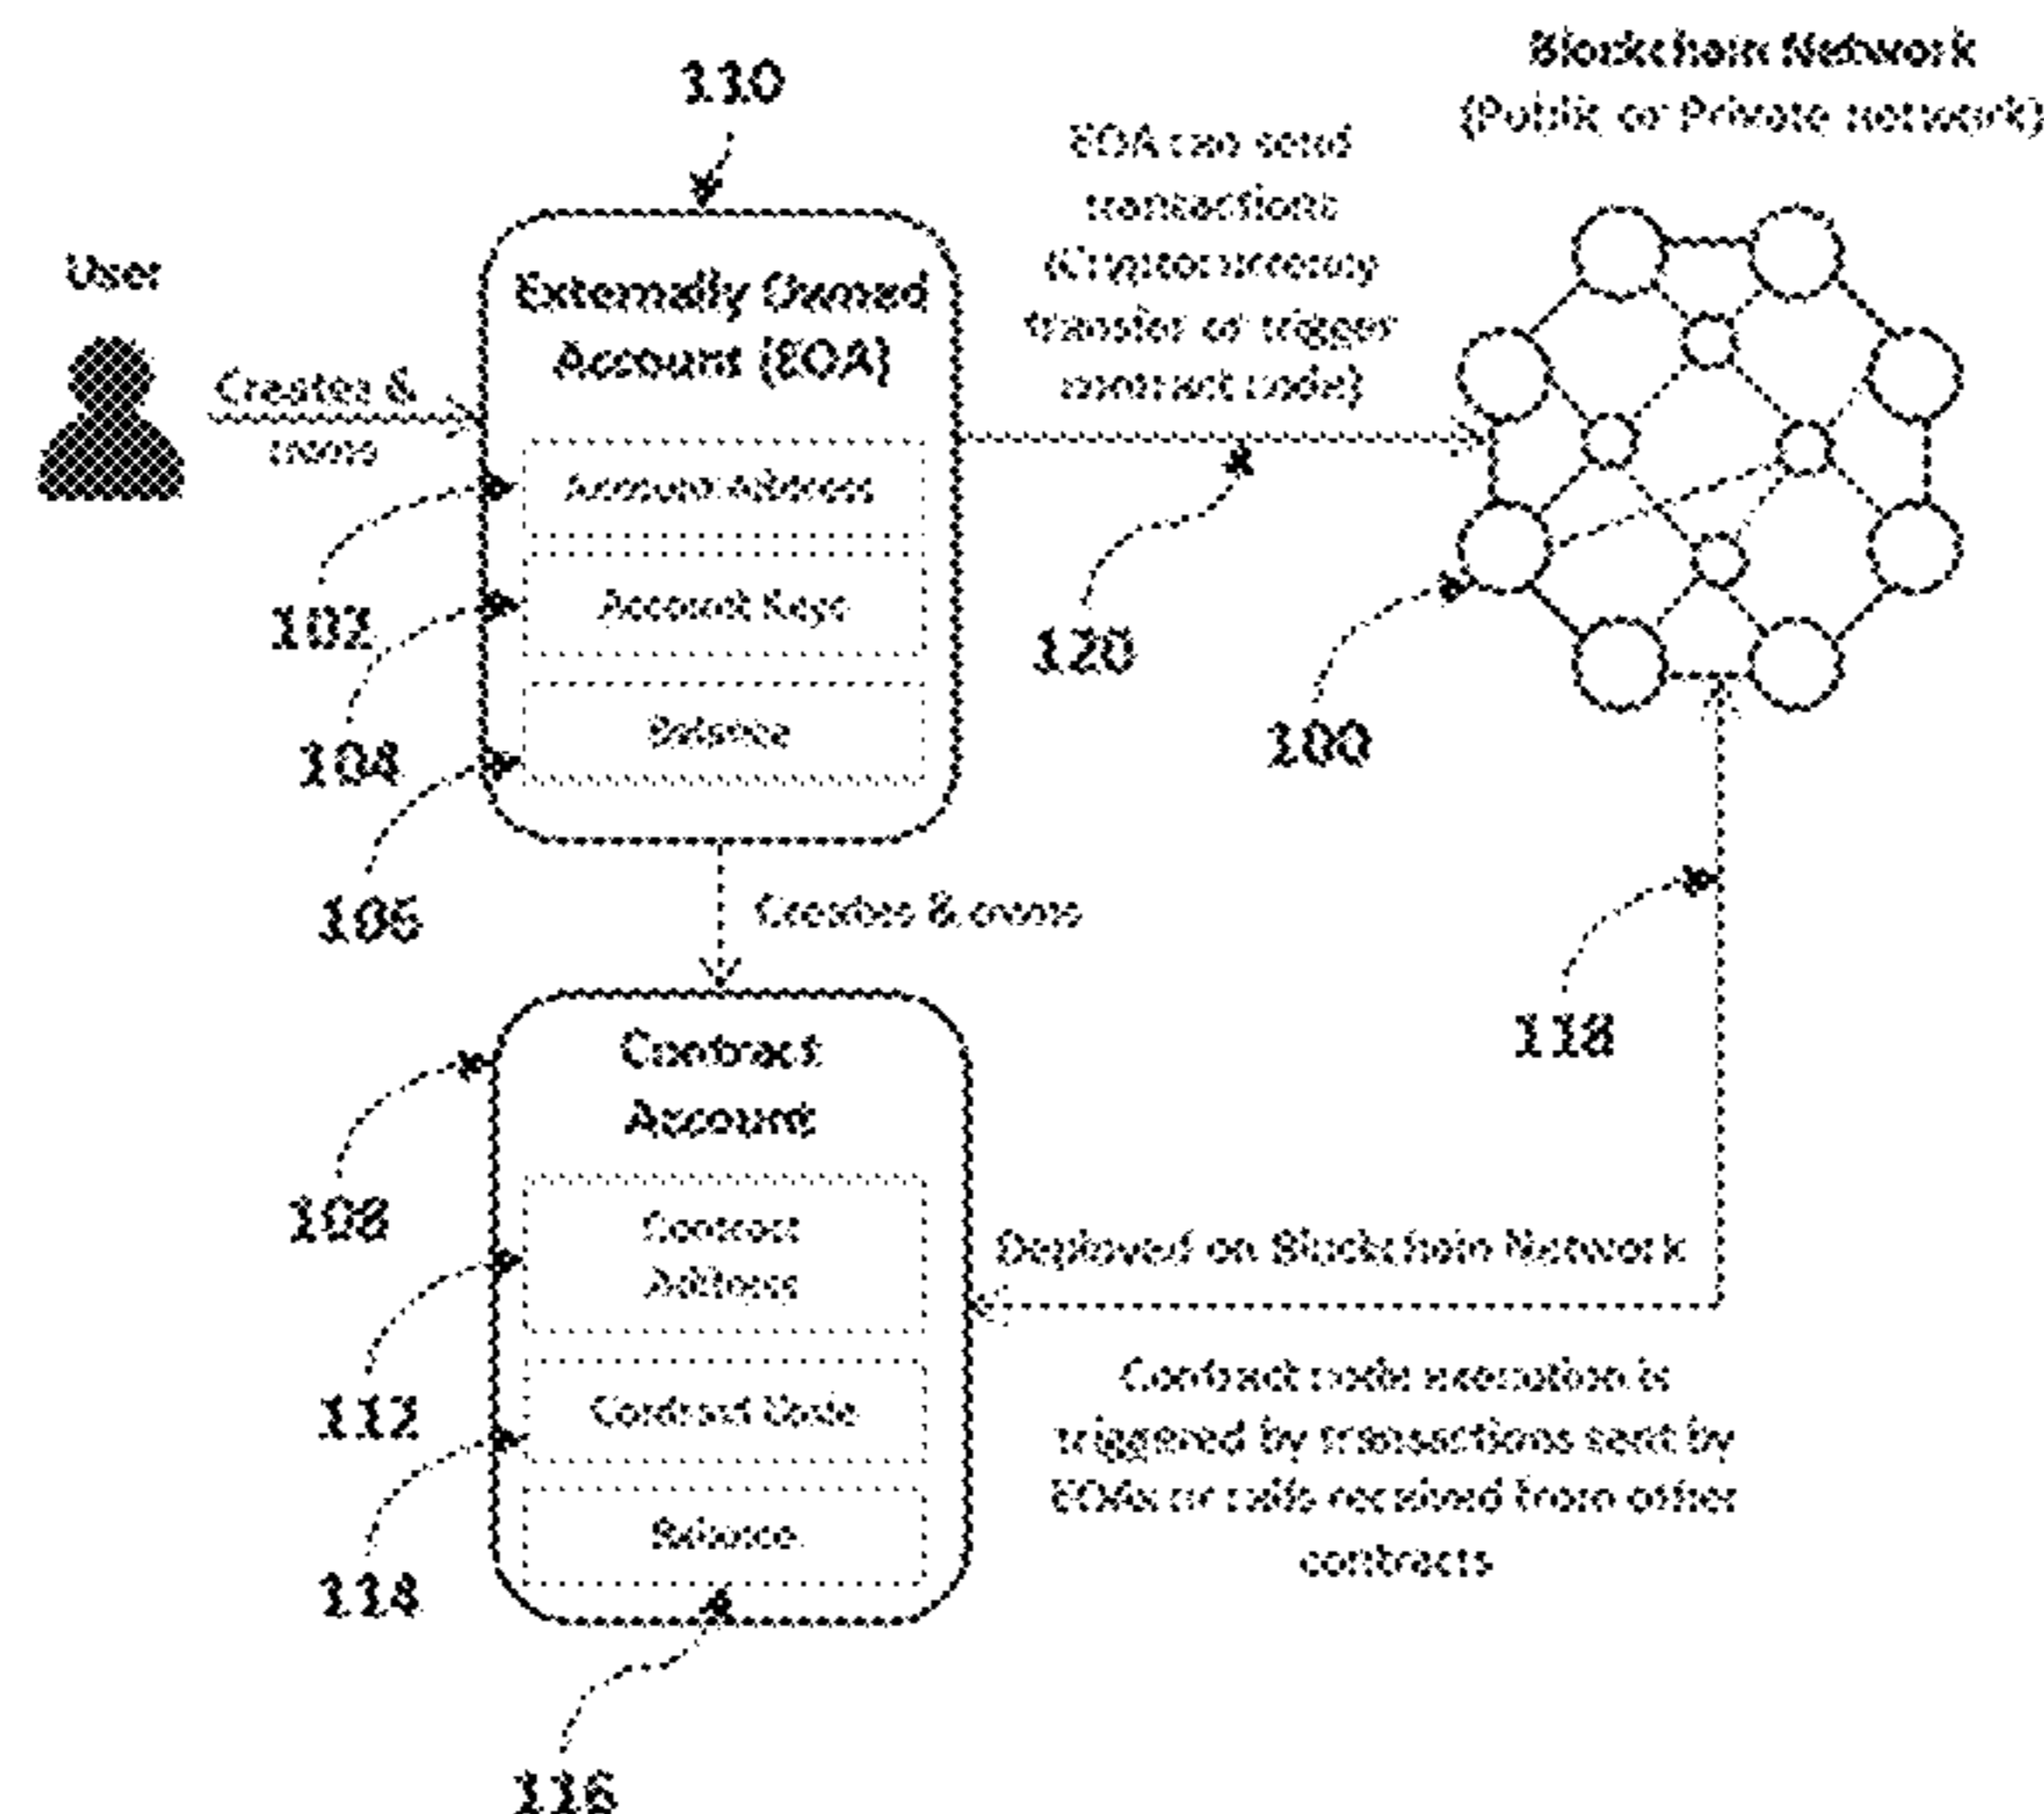 110
Blockchain Network
(Public or Private network)
EOA can send
transactions
(Cryptocurrency
transfer or trigger
contract code)
User
Creates &
owns
Externally Owned
Account (EOA)
Account Address
Account Keys
Balance
102
104
106
120
100
Creates & owns
118
Contract
Account
108
Contract
Address
112
Contract Code
114
Balance
116
Deployed on Blockchain Network
Contract code execution is
triggered by transactions sent by
EOAs or calls received from other
contracts